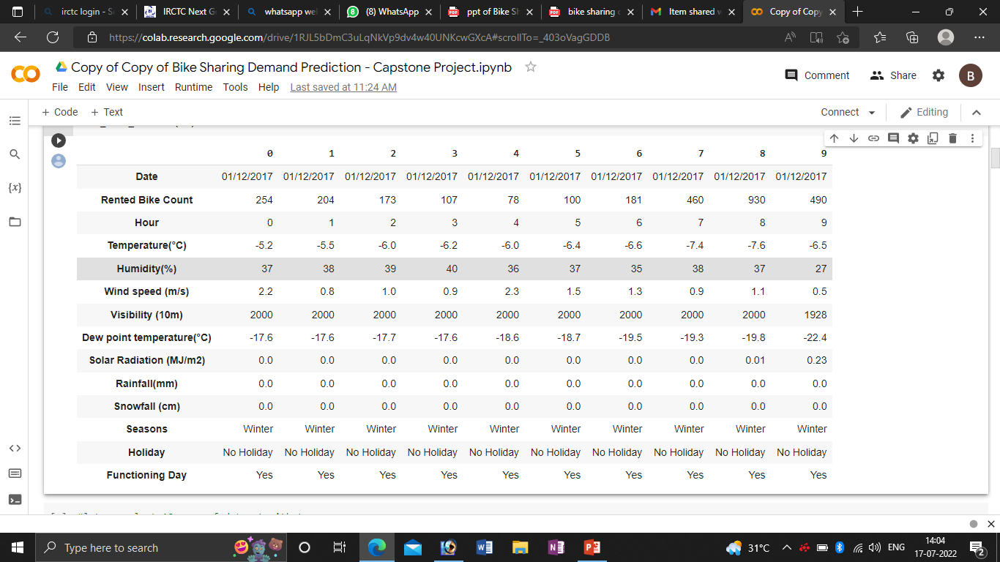 irctc login - S
IRCTC Next G
whatsapp we
(8) WhatsApp
ppt of Bike S
bike sharing
Item shared w
Copy of Copy
https://colab.research.google.com/drive/1RJL5bDmC3uLqNkVp9dv4w40UNKcwGXcA#scrollTo=_403oVagGDDB
Copy of Copy of Bike Sharing Demand Prediction - Capstone Project.ipynb
Comment Share B
File Edit View Insert Runtime Tools Help Last saved at 11:24 AM
+ Code + Text Connect Editing
0 1 2 3 4 5 6 7 8 9
Date 01/12/2017 01/12/2017 01/12/2017 01/12/2017 01/12/2017 01/12/2017 01/12/2017 01/12/2017 01/12/2017 01/12/2017
Rented Bike Count 254 204 173 107 78 100 181 460 930 490
Hour 0 1 2 3 4 5 6 7 8 9
Temperature(°C) -5.2 -5.5 -6.0 -6.2 -6.0 -6.4 -6.6 -7.4 -7.6 -6.5
Humidity(%) 37 38 39 40 36 37 35 38 37 27
Wind speed (m/s) 2.2 0.8 1.0 0.9 2.3 1.5 1.3 0.9 1.1 0.5
Visibility (10m) 2000 2000 2000 2000 2000 2000 2000 2000 2000 1928
Dew point temperature(°C) -17.6 -17.6 -17.7 -17.6 -18.6 -18.7 -19.5 -19.3 -19.8 -22.4
Solar Radiation (MJ/m2) 0.0 0.0 0.0 0.0 0.0 0.0 0.0 0.0 0.01 0.23
Rainfall(mm) 0.0 0.0 0.0 0.0 0.0 0.0 0.0 0.0 0.0 0.0
Snowfall (cm) 0.0 0.0 0.0 0.0 0.0 0.0 0.0 0.0 0.0 0.0
Seasons Winter Winter Winter Winter Winter Winter Winter Winter Winter Winter
Holiday No Holiday No Holiday No Holiday No Holiday No Holiday No Holiday No Holiday No Holiday No Holiday No Holiday
Functioning Day Yes Yes Yes Yes Yes Yes Yes Yes Yes Yes
Type here to search
31°C
ENG
14:04
17-07-2022
2